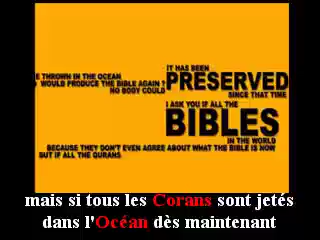 IT HAS BEEN
E THROWN IN THE OCEAN
PRESERVED
WOULD PRODUCE THE BIBLE AGAIN ?
NO BODY COULD
SINCE THAT TIME
I ASK YOU IF ALL THE
BIBLES
IN THE WORLD
BECAUSE THEY DON'T EVEN AGREE ABOUT WHAT THE BIBLE IS NOW
BUT IF ALL THE QURANS
mais si tous les Corans sont jetés
dans l'Océan dès maintenant